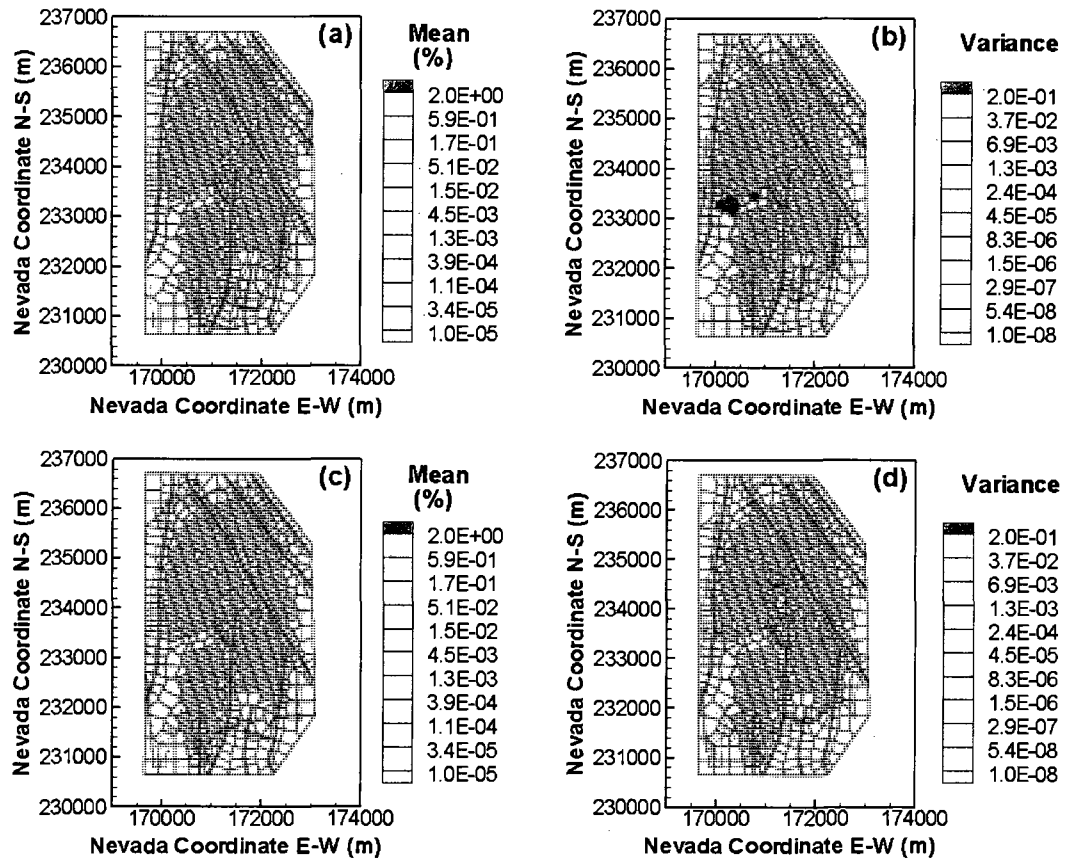 (a)
Nevada Coordinate N-S (m)
237000
236000
235000
234000
233000
232000
231000
230000
170000 172000 174000
Nevada Coordinate E-W (m)
Mean
(%)
2.0E+00
5.9E-01
1.7E-01
5.1E-02
1.5E-02
4.5E-03
1.3E-03
3.9E-04
1.1E-04
3.4E-05
1.0E-05
(b)
Nevada Coordinate N-S (m)
237000
236000
235000
234000
233000
232000
231000
230000
170000 172000 174000
Nevada Coordinate E-W (m)
Variance
2.0E-01
3.7E-02
6.9E-03
1.3E-03
2.4E-04
4.5E-05
8.3E-06
1.5E-06
2.9E-07
5.4E-08
1.0E-08
(c)
Nevada Coordinate N-S (m)
237000
236000
235000
234000
233000
232000
231000
230000
170000 172000 174000
Nevada Coordinate E-W (m)
Mean
(%)
2.0E+00
5.9E-01
1.7E-01
5.1E-02
1.5E-02
4.5E-03
1.3E-03
3.9E-04
1.1E-04
3.4E-05
1.0E-05
(d)
Nevada Coordinate N-S (m)
237000
236000
235000
234000
233000
232000
231000
230000
170000 172000 174000
Nevada Coordinate E-W (m)
Variance
2.0E-01
3.7E-02
6.9E-03
1.3E-03
2.4E-04
4.5E-05
8.3E-06
1.5E-06
2.9E-07
5.4E-08
1.0E-08